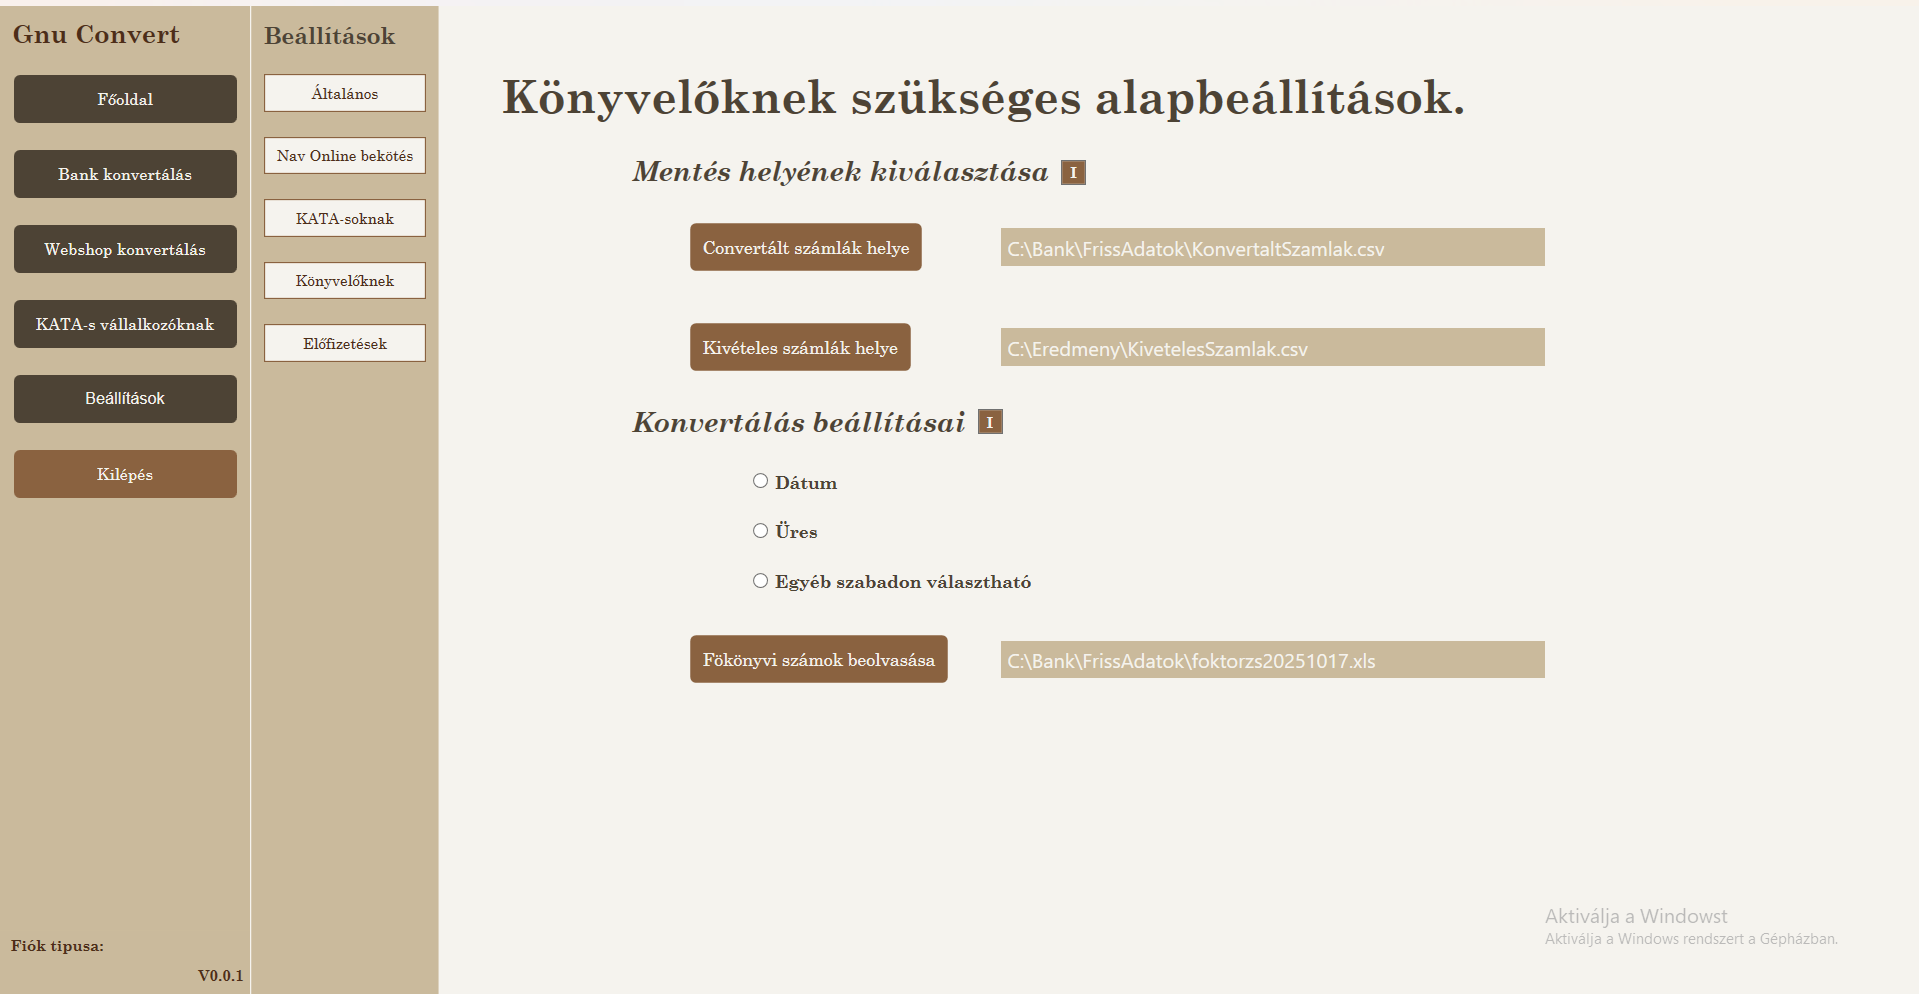 Gnu Convert
Főoldal
Bank konvertálás
Webshop konvertálás
KATA-s vállalkozóknak
Beállítások
Kilépés
Fiók tipusa:
V0.0.1
Beállítások
Általános
Nav Online bekötés
KATA-soknak
Könyvelőknek
Előfizetések
Könyvelőknek szükséges alapbeállítások.
Mentés helyének kiválasztása I
Convertált számlák helye C:\Bank\FrissAdatok\KonvertaltSzamlak.csv
Kivételes számlák helye C:\Eredmeny\KivetelesSzamlak.csv
Konvertálás beállításai I
Dátum
Üres
Egyéb szabadon választható
Fökönyvi számok beolvasása C:\Bank\FrissAdatok\foktorzs20251017.xls
Aktiválja a Windowst
Aktiválja a Windows rendszert a Gépházban.